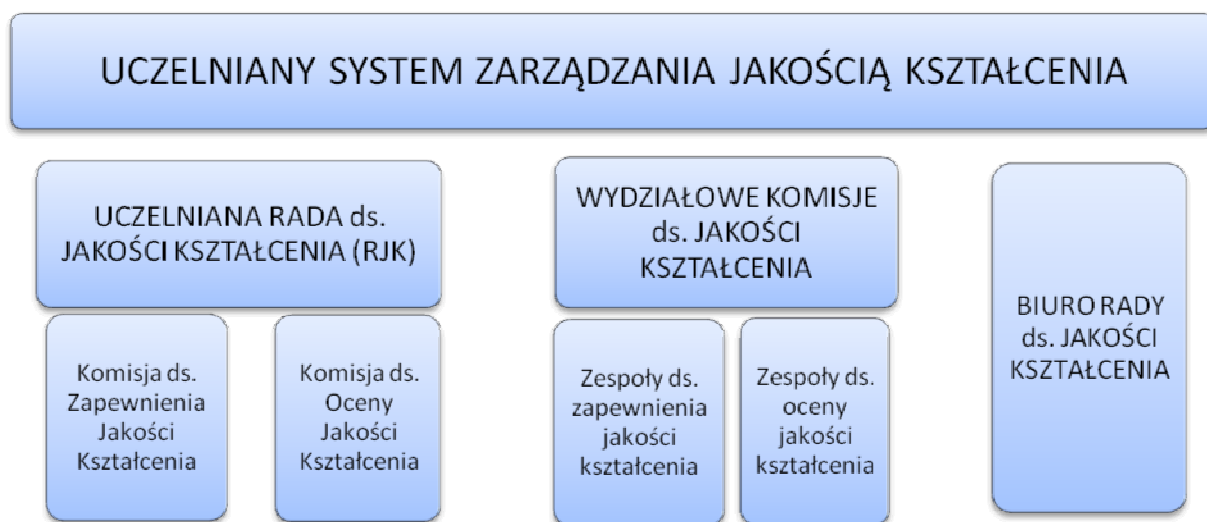 UCZELNIANY SYSTEM ZARZĄDZANIA JAKOŚCIĄ KSZTAŁCENIA
UCZELNIANA RADA ds.
JAKOŚCI KSZTAŁCENIA (RJK)
Komisja ds.
Zapewnienia
Jakości
Kształcenia
Komisja ds.
Oceny
Jakości
Kształcenia
WYDZIAŁOWE KOMISJE
ds. JAKOŚCI
KSZTAŁCENIA
Zespoły ds.
zapewnienia
jakości
kształcenia
Zespoły ds.
oceny
jakości
kształcenia
BIURO RADY
ds. JAKOŚCI
KSZTAŁCENIA